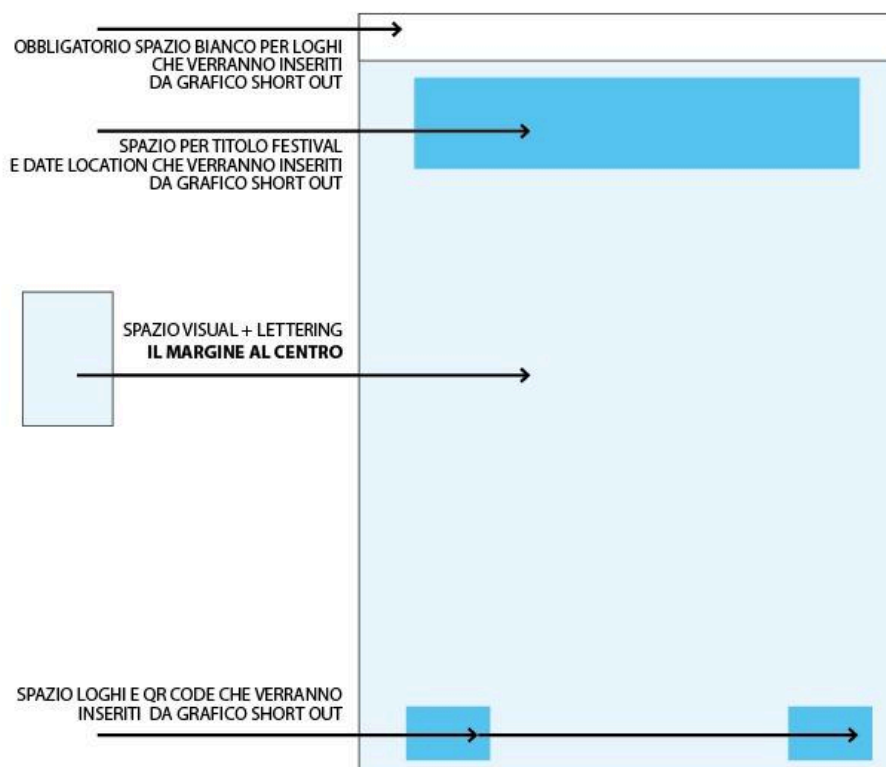 OBBLIGATORIO SPAZIO BIANCO PER LOGHI
CHE VERRANNO INSERITI
DA GRAFICO SHORT OUT
SPAZIO PER TITOLO FESTIVAL
E DATE LOCATION CHE VERRANNO INSERITI
DA GRAFICO SHORT OUT
SPAZIO VISUAL + LETTERING
IL MARGINE AL CENTRO
SPAZIO LOGHI E QR CODE CHE VERRANNO
INSERITI DA GRAFICO SHORT OUT